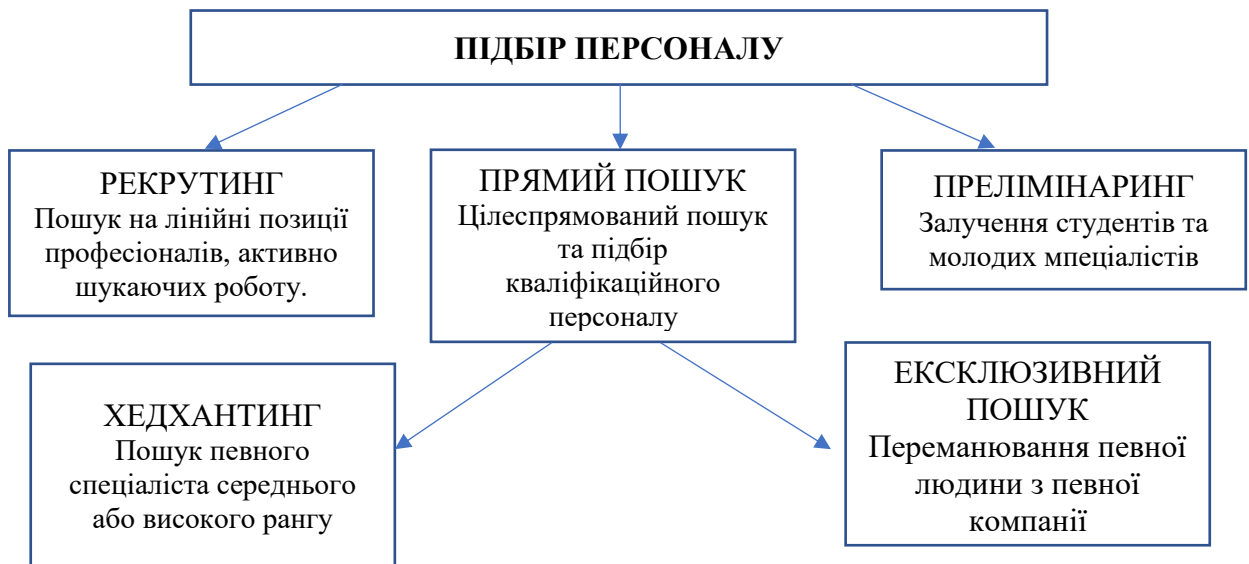 ПІДБІР ПЕРСОНАЛУ
РЕКРУТИНГ
Пошук на лінійні позиції
професіоналів, активно
шукаючих роботу.
ПРЯМИЙ ПОШУК
Цілеспрямований пошук
та підбір
кваліфікаційного
персоналу
ПРЕЛІМІНАРИНГ
Залучення студентів та
молодих мпеціалістів
ХЕДХАНТИНГ
Пошук певного
спеціаліста середнього
або високого рангу
ЕКСКЛЮЗИВНИЙ
ПОШУК
Переманювання певної
людини з певної
компанії